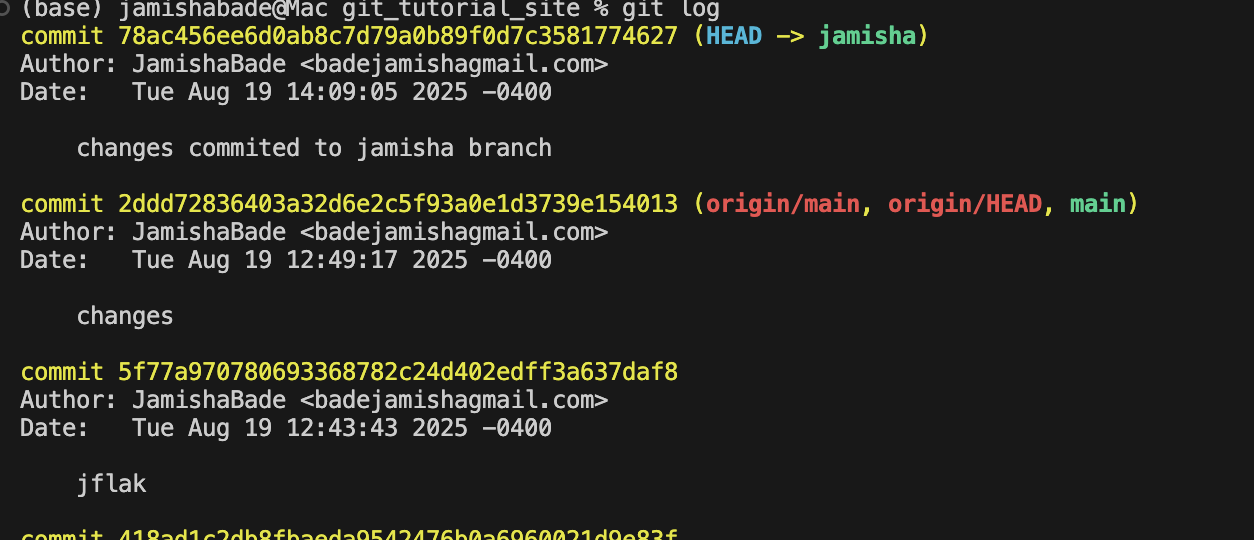 (base) jamishabade@Mac git_tutorial_site % git log
commit 78ac456ee6d0ab8c7d79a0b89f0d7c3581774627 (HEAD -> jamisha)
Author: JamishaBade <badejamishagmail.com>
Date:   Tue Aug 19 14:09:05 2025 -0400
changes commited to jamisha branch
commit 2ddd72836403a32d6e2c5f93a0e1d3739e154013 (origin/main, origin/HEAD, main)
Author: JamishaBade <badejamishagmail.com>
Date:   Tue Aug 19 12:49:17 2025 -0400
changes
commit 5f77a970780693368782c24d402edff3a637daf8
Author: JamishaBade <badejamishagmail.com>
Date:   Tue Aug 19 12:43:43 2025 -0400
jflak
commit 418ad1c2db8fbaeda9542476b0a6960021d9e83f